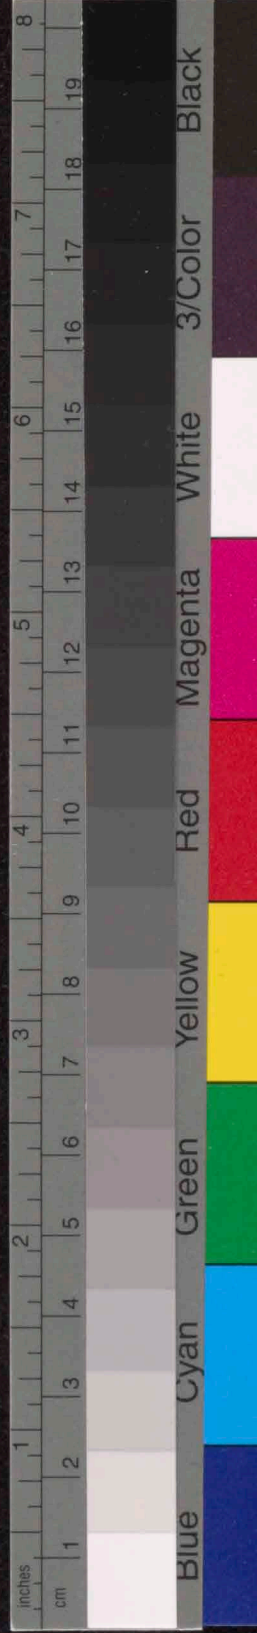 inches 1 2 3 4 5 6 7 8
cm 1 2 3 4 5 6 7 8 9 10 11 12 13 14 15 16 17 18 19
Blue Cyan Green Yellow Red Magenta White 3/Color Black